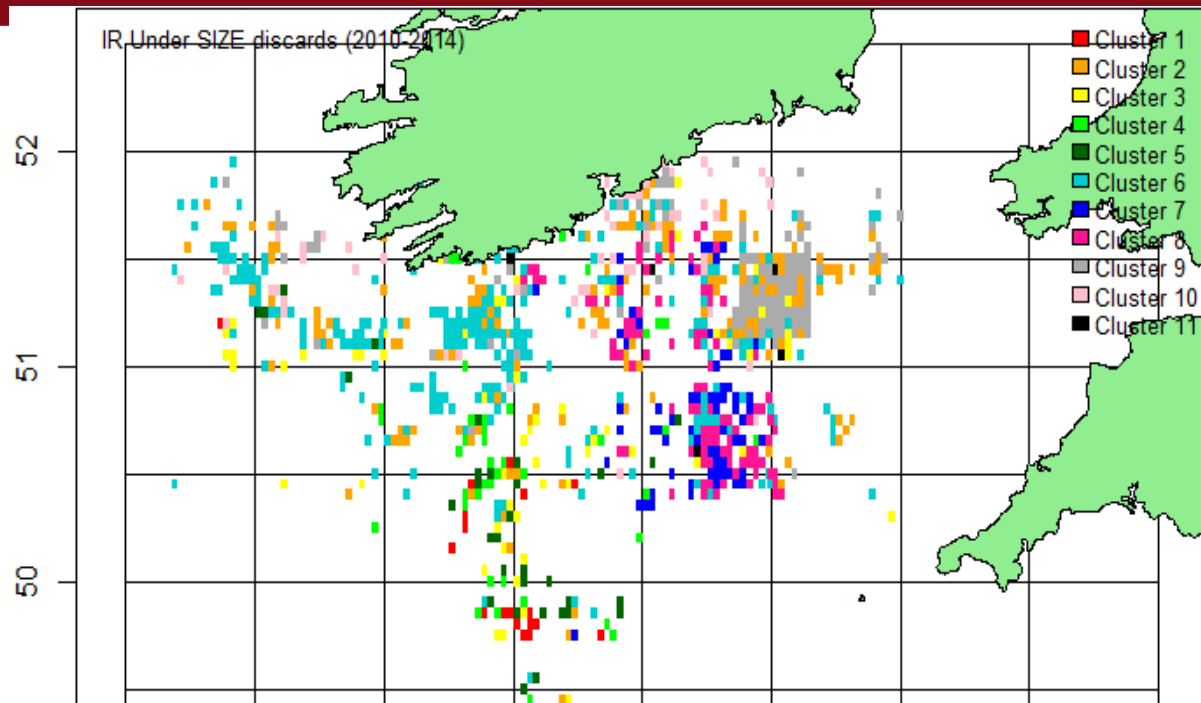 IR Under SIZE discards (2010-2014)
Cluster 1
Cluster 2
Cluster 3
Cluster 4
Cluster 5
Cluster 6
Cluster 7
Cluster 8
Cluster 9
Cluster 10
Cluster 11
52
51
50